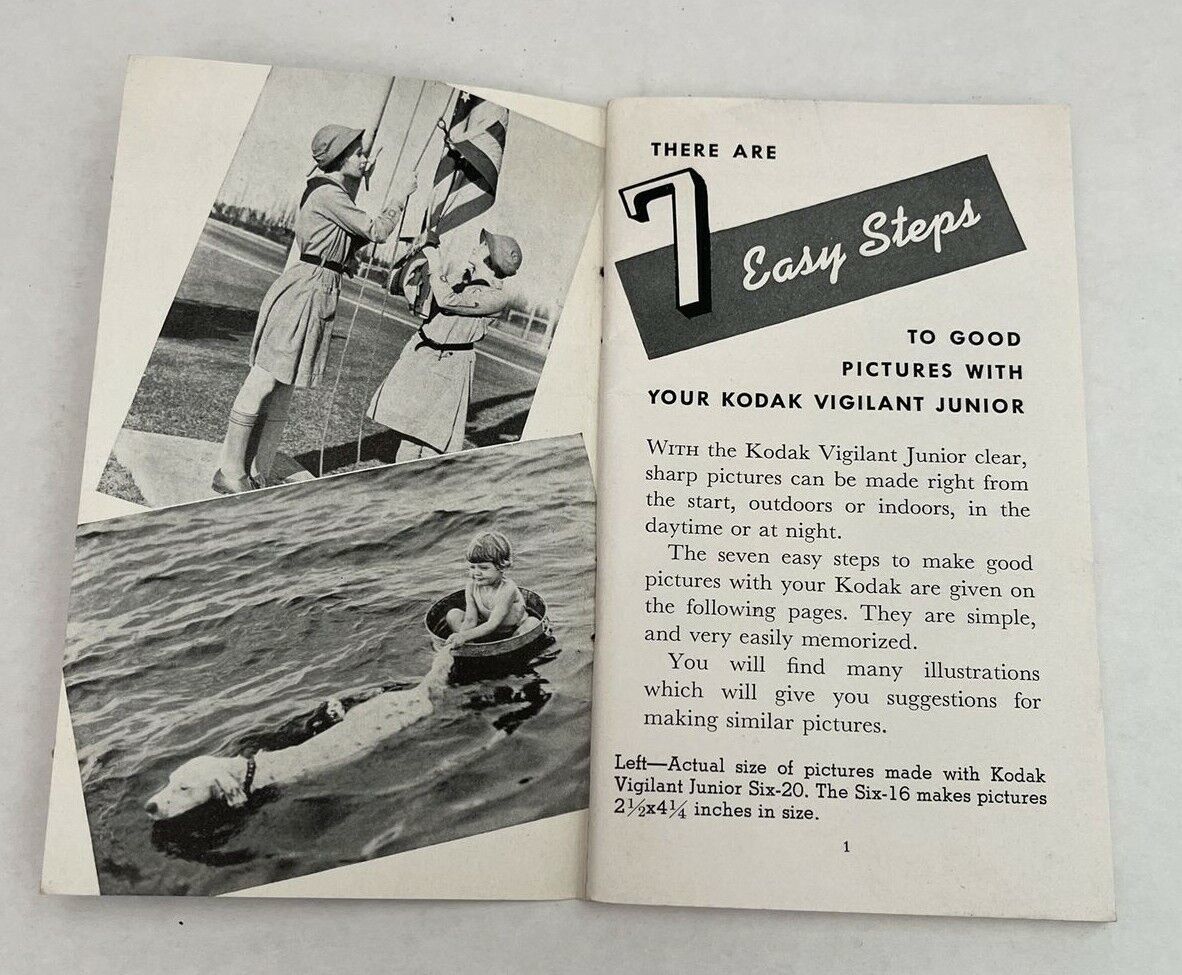 THERE ARE
7 Easy Steps
TO GOOD
PICTURES WITH
YOUR KODAK VIGILANT JUNIOR
WITH the Kodak Vigilant Junior clear,
sharp pictures can be made right from
the start, outdoors or indoors, in the
daytime or at night.
The seven easy steps to make good
pictures with your Kodak are given on
the following pages. They are simple,
and very easily memorized.
You will find many illustrations
which will give you suggestions for
making similar pictures.
Left—Actual size of pictures made with Kodak
Vigilant Junior Six-20. The Six-16 makes pictures
2½x4¼ inches in size.
1